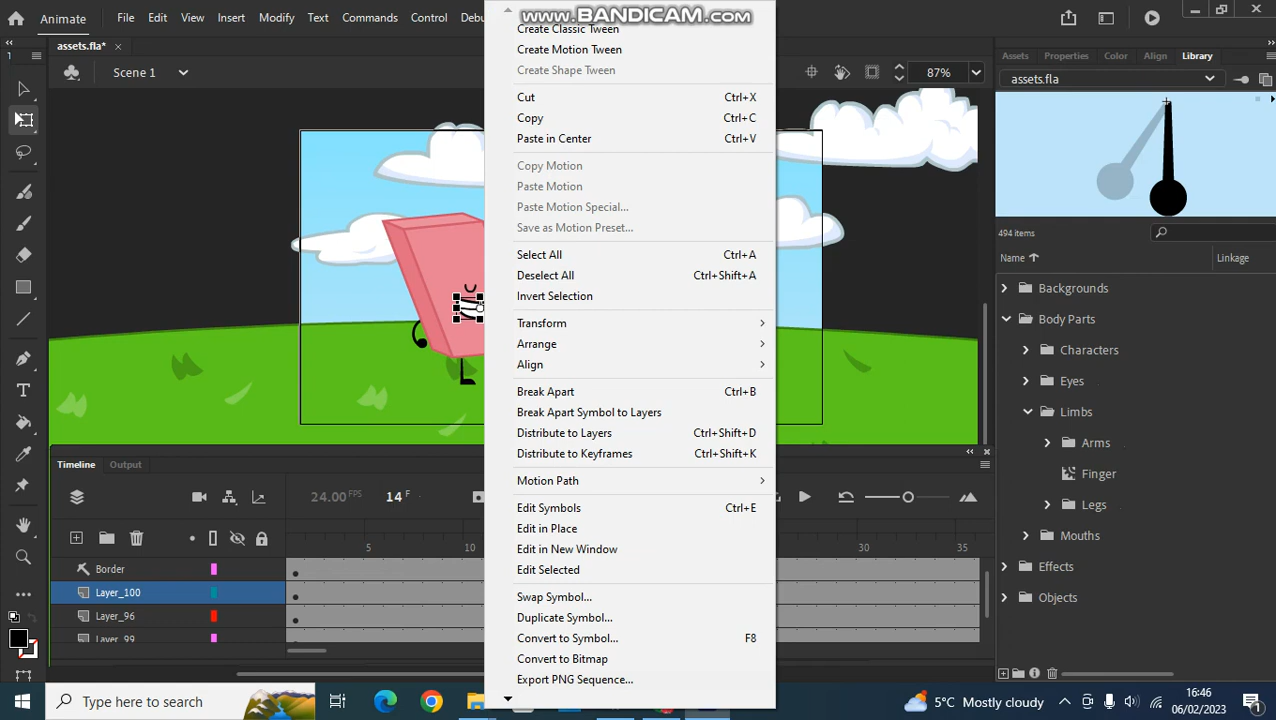 Animate
File
Edit
View
Insert
Modify
Text
Commands
Control
Debug
www.BANDICAM.com
assets.fla*
Scene 1
87%
Create Classic Tween
Create Motion Tween
Create Shape Tween
Cut Ctrl+X
Copy Ctrl+C
Paste in Center Ctrl+V
Copy Motion
Paste Motion
Paste Motion Special...
Save as Motion Preset...
Select All Ctrl+A
Deselect All Ctrl+Shift+A
Invert Selection
Transform
Arrange
Align
Break Apart Ctrl+B
Break Apart Symbol to Layers
Distribute to Layers Ctrl+Shift+D
Distribute to Keyframes Ctrl+Shift+K
Motion Path
Edit Symbols Ctrl+E
Edit in Place
Edit in New Window
Edit Selected
Swap Symbol...
Duplicate Symbol...
Convert to Symbol... F8
Convert to Bitmap
Export PNG Sequence...
Assets Properties Color Align Library
assets.fla
494 items
Name Linkage
Backgrounds
Body Parts
Characters
Eyes
Limbs
Arms
Finger
Legs
Mouths
Effects
Objects
Timeline Output
24.00 FPS 14 F
5 10 30 35
Border
Layer_100
Layer_96
Layer_99
Type here to search
5°C Mostly cloudy
16:46
06/02/2023